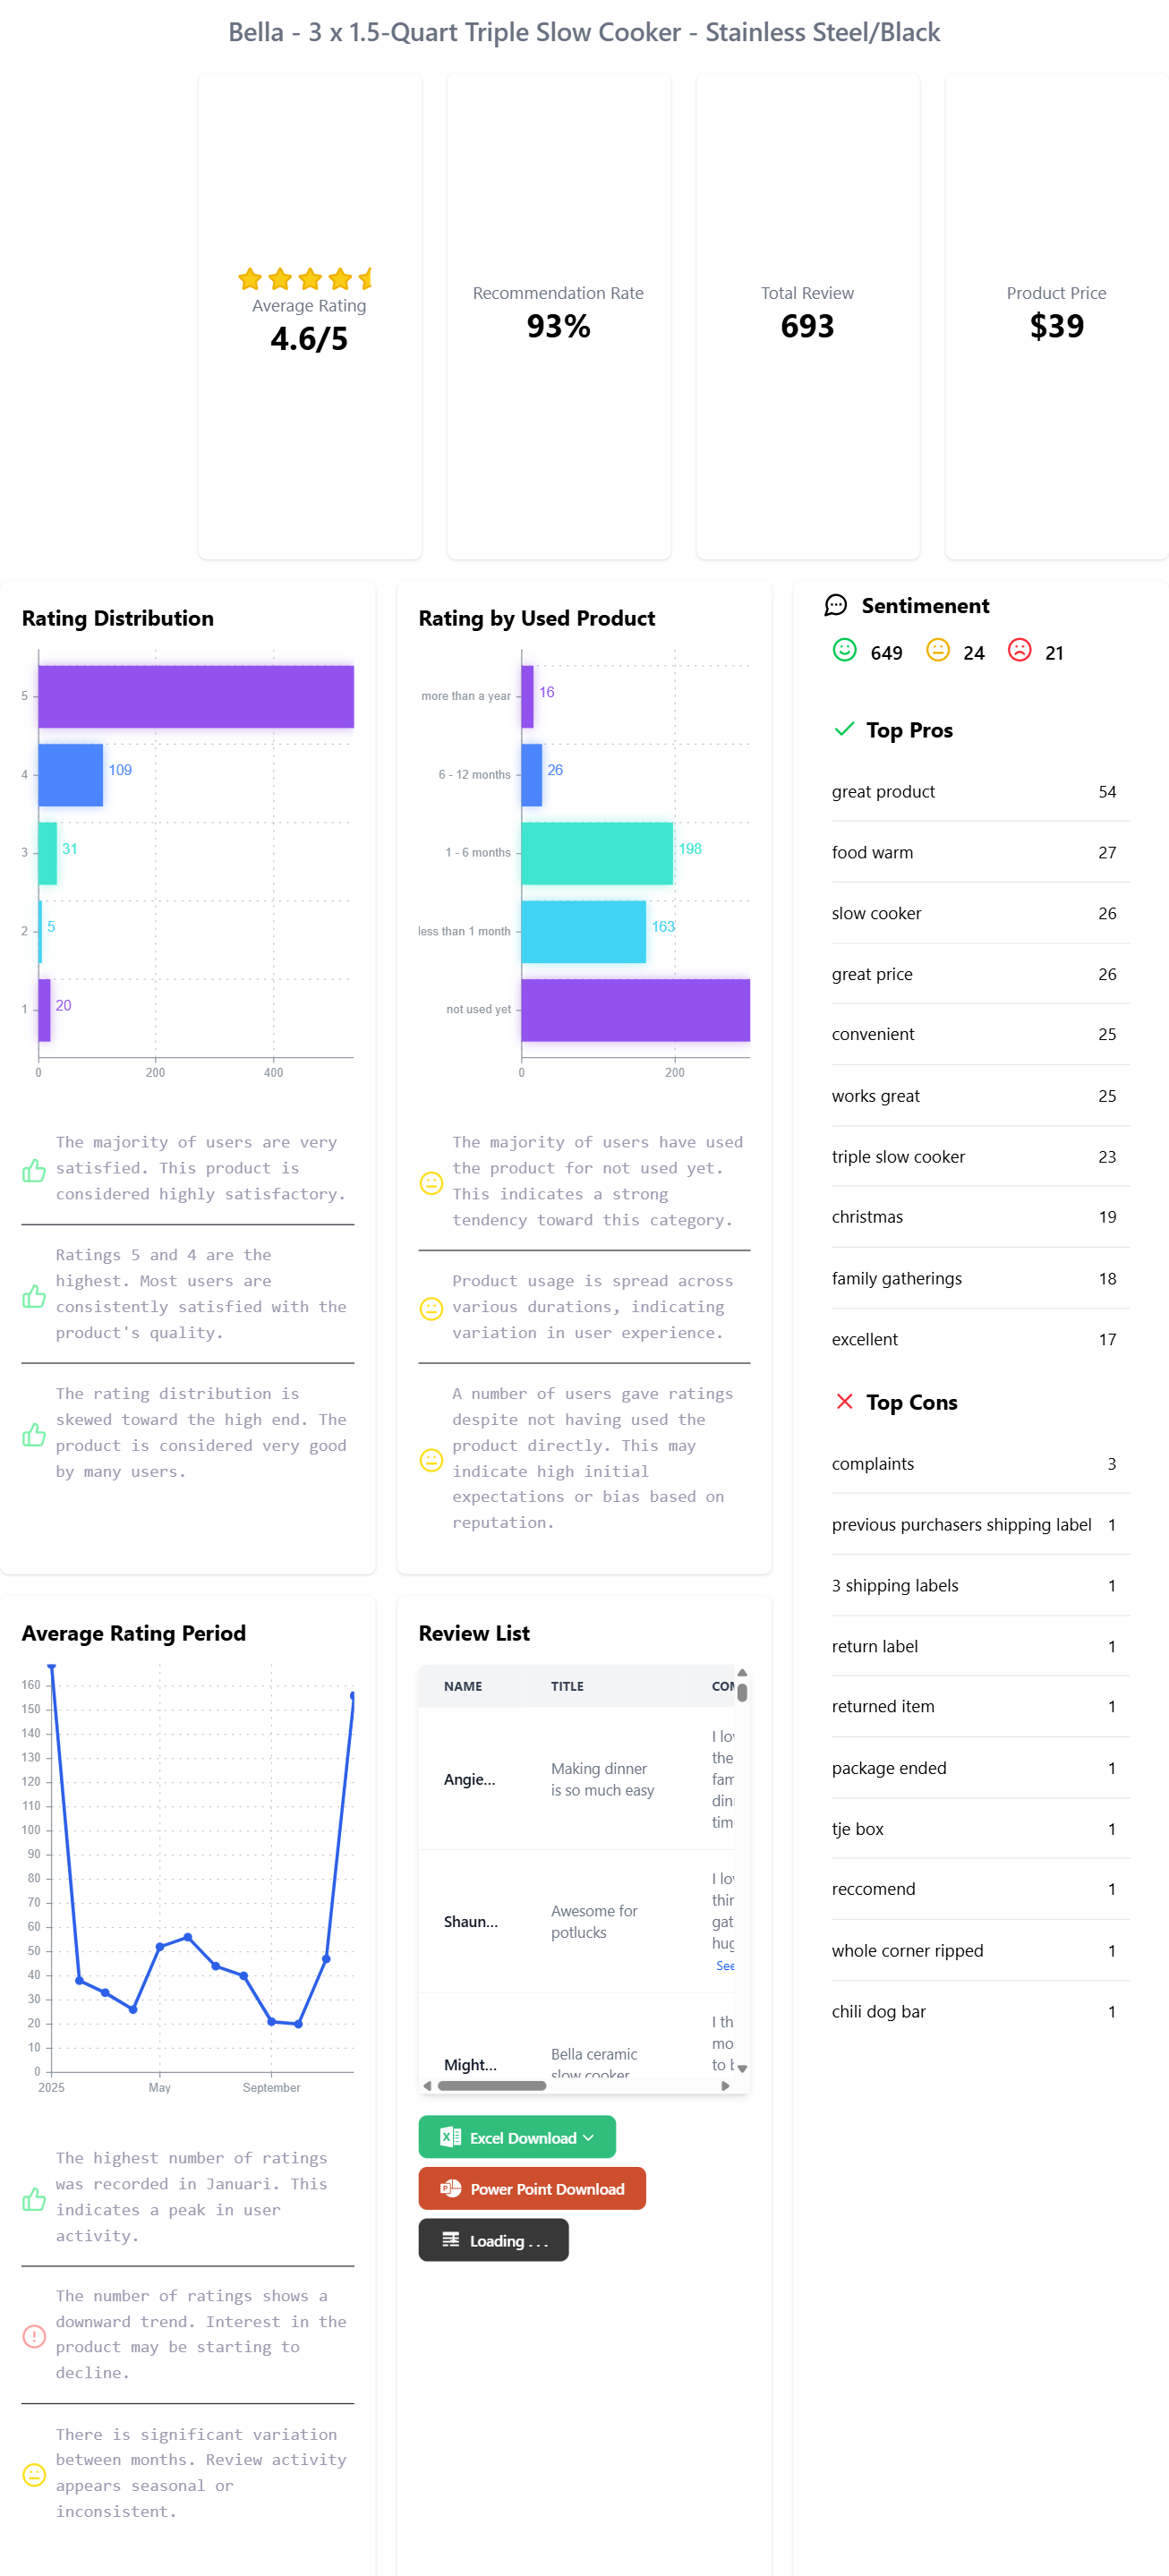 Bella - 3 x 1.5-Quart Triple Slow Cooker - Stainless Steel/Black
Average Rating
4.6/5
Recommendation Rate
93%
Total Review
693
Product Price
$39
Rating Distribution
5
4
109
3
31
2
5
1
20
0 200 400
The majority of users are very
satisfied. This product is
considered highly satisfactory.
Ratings 5 and 4 are the
highest. Most users are
consistently satisfied with the
product's quality.
The rating distribution is
skewed toward the high end. The
product is considered very good
by many users.
Rating by Used Product
more than a year
16
6 - 12 months
26
1 - 6 months
198
less than 1 month
163
not used yet
0 200
The majority of users have used
the product for not used yet.
This indicates a strong
tendency toward this category.
Product usage is spread across
various durations, indicating
variation in user experience.
A number of users gave ratings
despite not having used the
product directly. This may
indicate high initial
expectations or bias based on
reputation.
Sentimenent
649 24 21
Top Pros
great product 54
food warm 27
slow cooker 26
great price 26
convenient 25
works great 25
triple slow cooker 23
christmas 19
family gatherings 18
excellent 17
Top Cons
complaints 3
previous purchasers shipping label 1
3 shipping labels 1
return label 1
returned item 1
package ended 1
tje box 1
reccomend 1
whole corner ripped 1
chili dog bar 1
Average Rating Period
160
150
140
130
120
110
100
90
80
70
60
50
40
30
20
10
0
2025 May September
The highest number of ratings
was recorded in Januari. This
indicates a peak in user
activity.
The number of ratings shows a
downward trend. Interest in the
product may be starting to
decline.
There is significant variation
between months. Review activity
appears seasonal or
inconsistent.
Review List
NAME TITLE
Angie...
Making dinner
is so much easy
I
the
Shaun...
Awesome for
potlucks
I
See
Might...
Bella ceramic
slow cooker
I
to
Excel Download
Power Point Download
Loading . . .